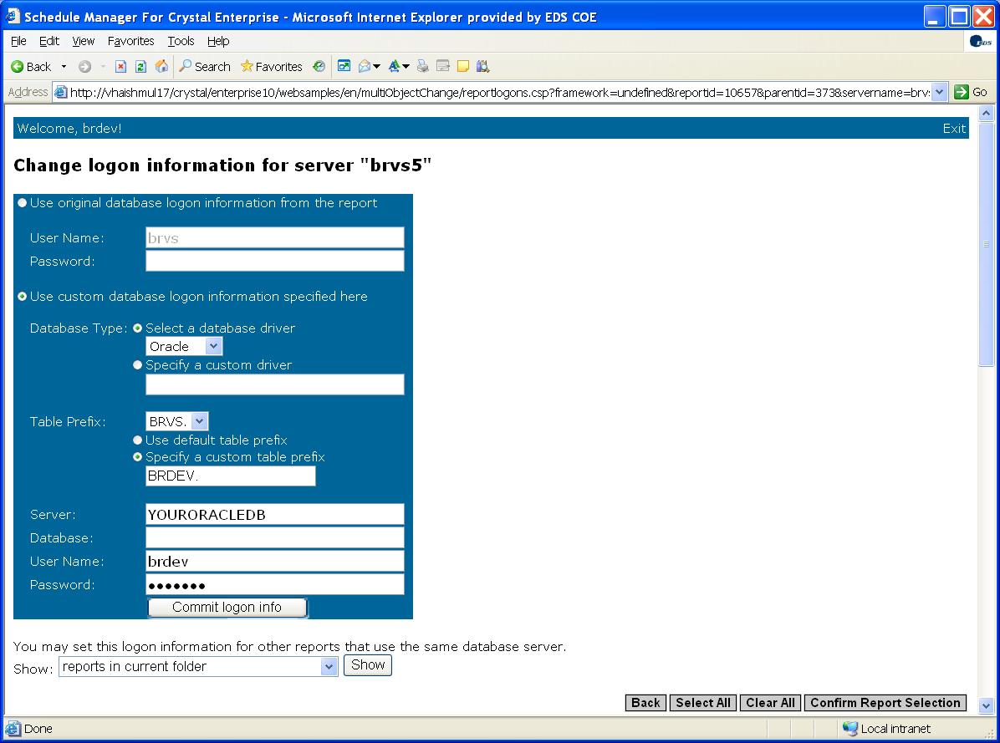 Schedule Manager For Crystal Enterprise - Microsoft Internet Explorer provided by EDS COE
File Edit View Favorites Tools Help
EDS
Back Search Favorites
Address http://vhaishmul17/crystal/enterprise10/websamples/en/multiObjectChange/reportlogons.csp?framework=undefined&reportid=10657&parentid=373&servername=brvs Go
Welcome, brdev! Exit
Change logon information for server "brvs5"
Use original database logon information from the report
User Name: brvs
Password:
Use custom database logon information specified here
Database Type: Select a database driver
Oracle
Specify a custom driver
Table Prefix: BRVS.
Use default table prefix
Specify a custom table prefix
BRDEV.
Server: YOURORACLEDB
Database:
User Name: brdev
Password: •••••••
Commit logon info
You may set this logon information for other reports that use the same database server.
Show: reports in current folder Show
Back Select All Clear All Confirm Report Selection
Done Local intranet